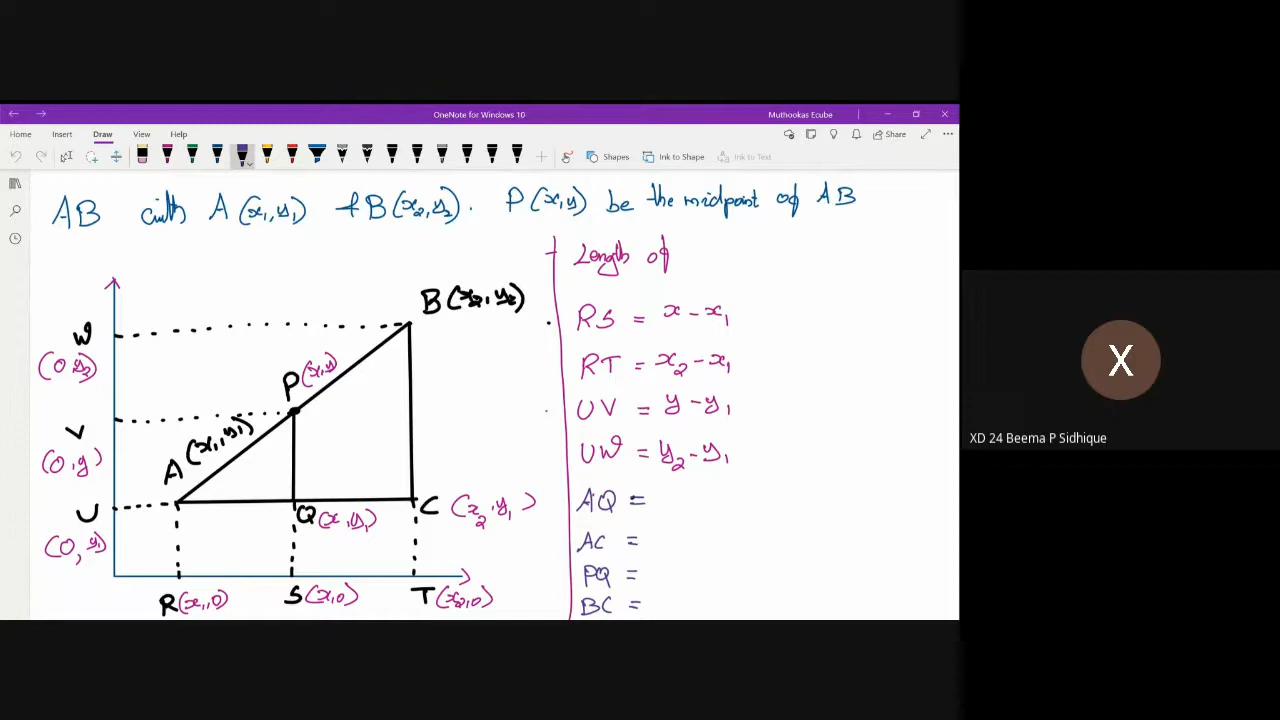 OneNote for Windows 10
Muthookas Ecube
Home Insert Draw View Help
Share
Shapes Ink to Shape Ink to Text
AB with A(x₁,y₁) & B(x₂,y₂). P(x,y) be the midpoint of AB
Length of
B(x₂,y₂)
W
(0,y₂)
RS = x-x₁
P(x,y)
RT = x₂-x₁
V
(0,y)
UV = y-y₁
A(x₁,y₁)
UW = y₂-y₁
U
(0,y₁)
Q(x,y₁)
C(x₂,y₁)
AQ =
AC =
PQ =
BC =
R(x₁,0) S(x,0) T(x₂,0)
X
XD 24 Beema P Sidhique